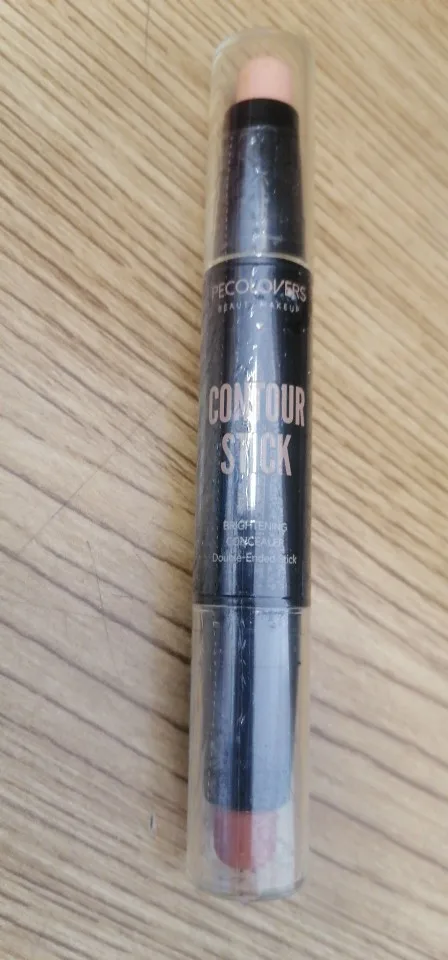 PECOLOVERS
BEAUTY MAKEUP
CONTOUR
STICK
BRIGHTENING
CONCEALER
Double-Ended Stick